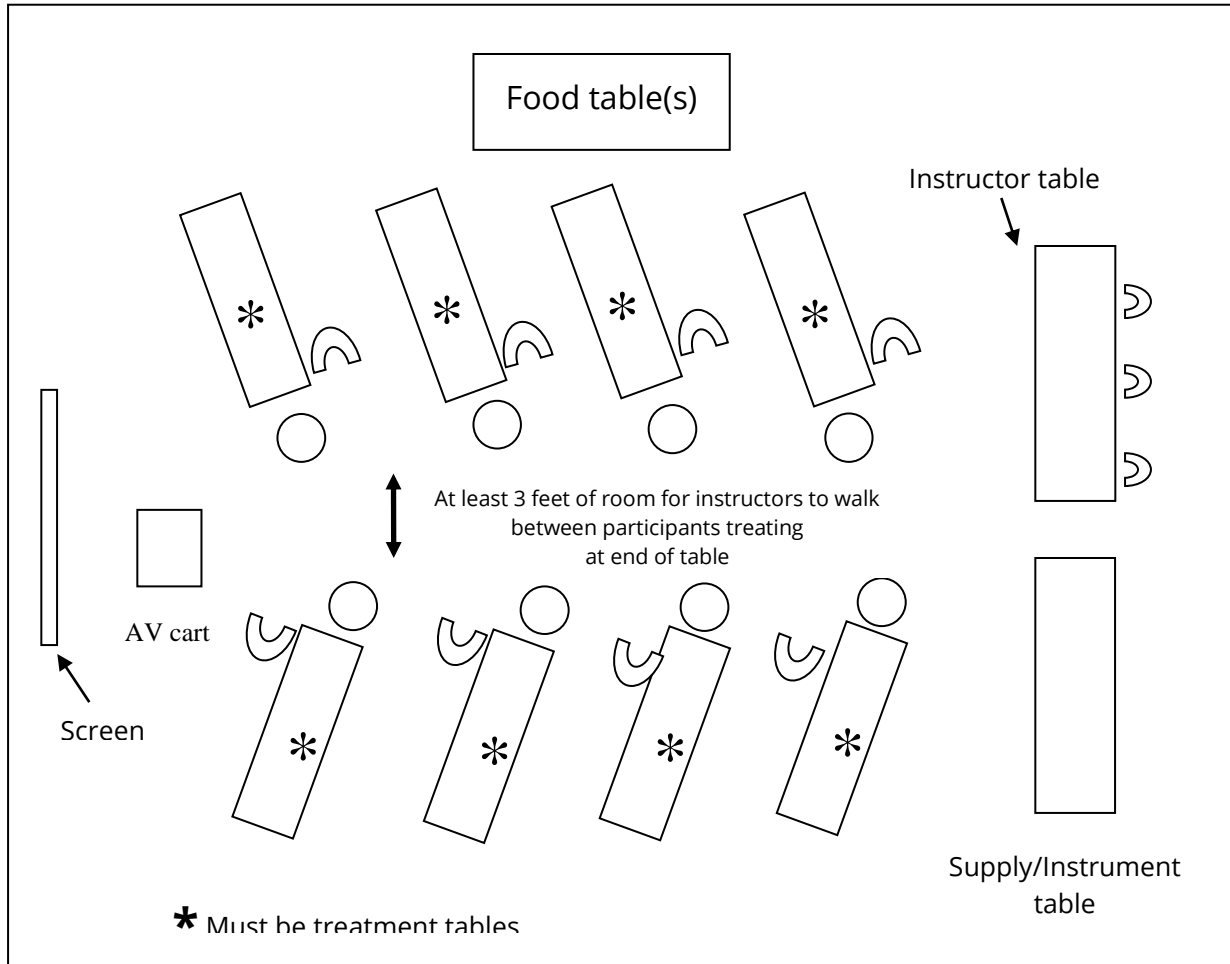 Food table(s)
Instructor table
*
*
*
*
At least 3 feet of room for instructors to walk
between participants treating
at end of table
AV cart
Screen
*
*
*
*
Supply/Instrument
table
* Must be treatment tables